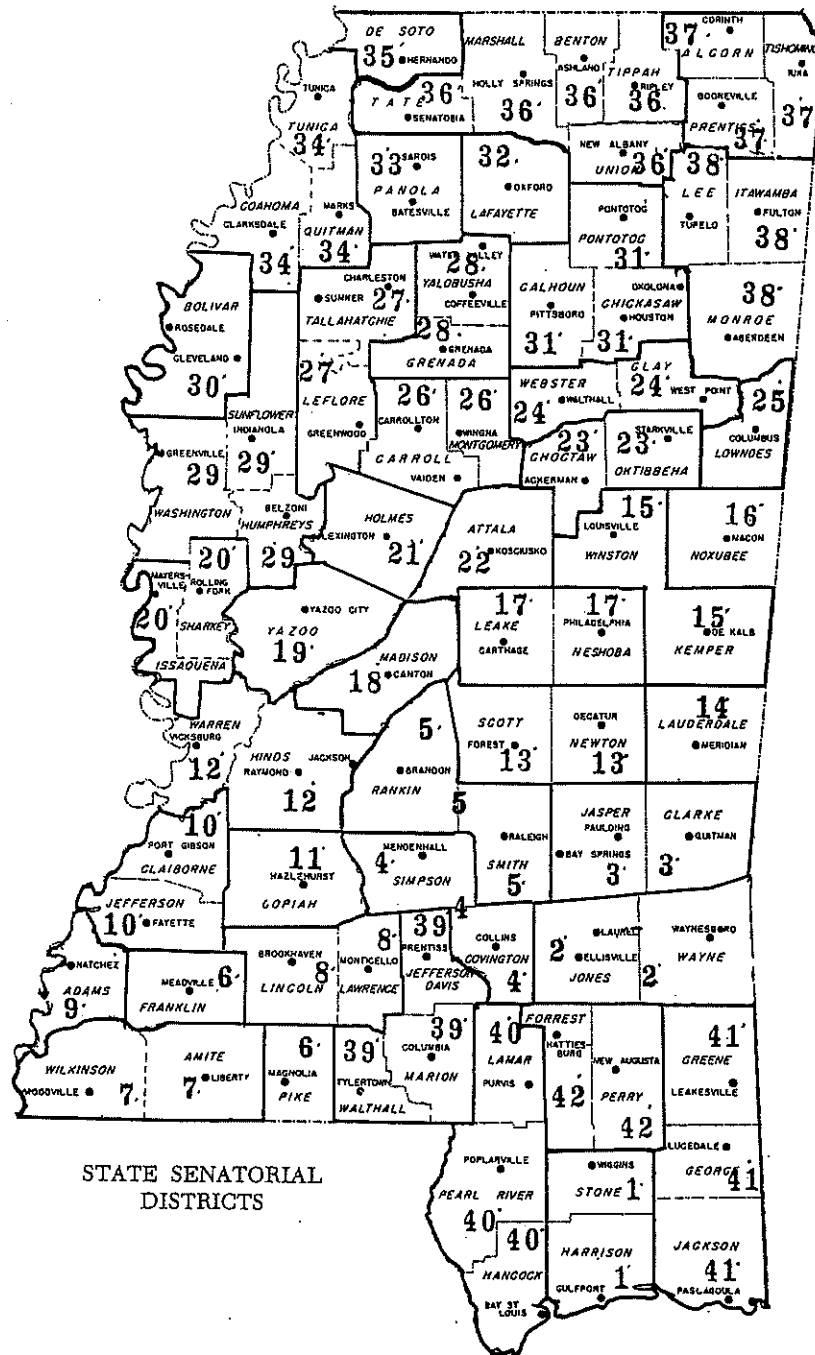 DE SOTO
35
HERNANDO
MARSHALL
HOLLY SPRINGS
36
BENTON
ASHLAND
36
TIPPAH
RIPLEY
36
37
CORINTH
ALCORN
TISHOMINGO
IUKA
37
TUNICA
TUNICA
34
TATE
36
SENATOBIA
BOONEVILLE
PRENTISS
37
33
SARDIS
PANOLA
BATESVILLE
32
OXFORD
LAFAYETTE
NEW ALBANY
36
UNION
38
LEE
TUPELO
ITAWAMBA
FULTON
38
COAHOMA
CLARKSDALE
34
MARKS
QUITMAN
34
PONTOTOC
PONTOTOC
31
BOLIVAR
ROSEDALE
CLEVELAND
30
CHARLESTON
SUMNER
27
TALLAHATCHIE
WATER VALLEY
28
YALOBUSHA
COFFEEVILLE
28
GRENADA
GRENADA
CALHOUN
PITTSBORO
31
OKOLONA
CHICKASAW
HOUSTON
31
38
MONROE
ABERDEEN
27
LEFLORE
GREENWOOD
26
CARROLLTON
CARROLL
VAIDEN
26
WINONA
MONTGOMERY
WEBSTER
24
WALTHALL
CLAY
24
WEST POINT
25
COLUMBUS
LOWNDES
SUNFLOWER
INDIANOLA
29
23
CHOCTAW
ACKERMAN
STARKVILLE
23
OKTIBBEHA
GREENVILLE
29
WASHINGTON
BELZONI
HUMPHREYS
29
HOLMES
LEXINGTON
21
ATTALA
22
KOSCIUSKO
15
LOUISVILLE
WINSTON
16
MACON
NOXUBEE
20
MAYERSVILLE
ROLLING FORK
20
SHARKEY
ISSAQUENA
YAZOO CITY
YAZOO
19
17
LEAKE
CARTHAGE
17
PHILADELPHIA
NESHOBA
15
DE KALB
KEMPER
MADISON
18
CANTON
WARREN
VICKSBURG
12
HINDS
JACKSON
RAYMOND
12
5
BRANDON
RANKIN
5
SCOTT
FOREST
13
DECATUR
NEWTON
13
14
LAUDERDALE
MERIDIAN
10
PORT GIBSON
CLAIBORNE
11
HAZLEHURST
COPIAH
MENDENHALL
4
SIMPSON
4
RALEIGH
SMITH
5
JASPER
PAULDING
BAY SPRINGS
3
CLARKE
QUITMAN
3
JEFFERSON
10
FAYETTE
NATCHEZ
ADAMS
9
MEADVILLE
6
FRANKLIN
BROOKHAVEN
8
LINCOLN
8
MONTICELLO
LAWRENCE
39
PRENTISS
JEFFERSON
DAVIS
COLLINS
COVINGTON
4
LAUREL
2
ELLISVILLE
JONES
WAYNESBORO
2
WAYNE
WILKINSON
WOODVILLE
7
AMITE
LIBERTY
7
6
MAGNOLIA
PIKE
39
TYLERTOWN
WALTHALL
39
COLUMBIA
MARION
40
LAMAR
PURVIS
FORREST
HATTIESBURG
42
NEW AUGUSTA
PERRY
42
41
GREENE
LEAKESVILLE
STATE SENATORIAL
DISTRICTS
POPLARVILLE
PEARL RIVER
40
WIGGINS
STONE 1
LUCEDALE
GEORGE
41
40
HANCOCK
BAY ST
LOUIS
HARRISON
1
GULFPORT
JACKSON
41
PASCAGOULA